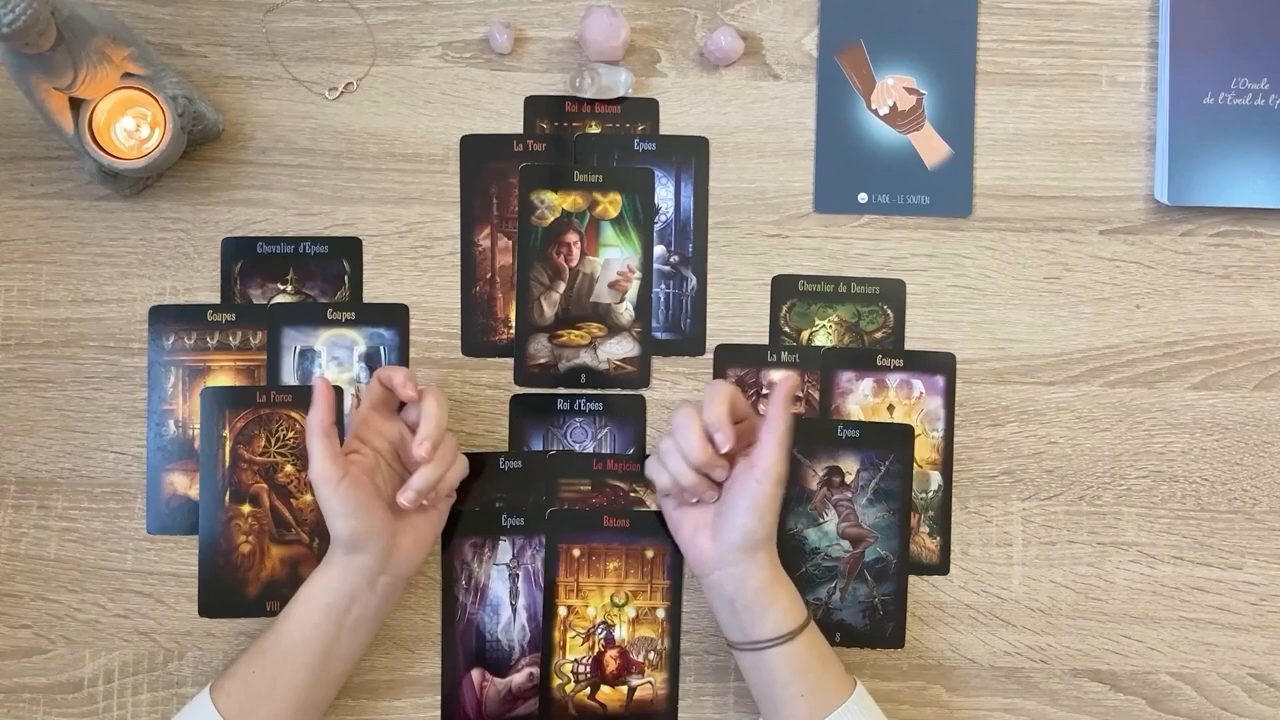 Roi de Bâtons
La Tour
Épées
Deniers
8
L'AIDE - LE SOUTIEN
L'Oracle
de l'Éveil de l'
Chevalier d'Épées
Coupes
Coupes
La Force
VIII
Roi d'Épées
Épées
Le Magicien
Épées
Bâtons
Chevalier de Deniers
La Mort
Coupes
Épées
8